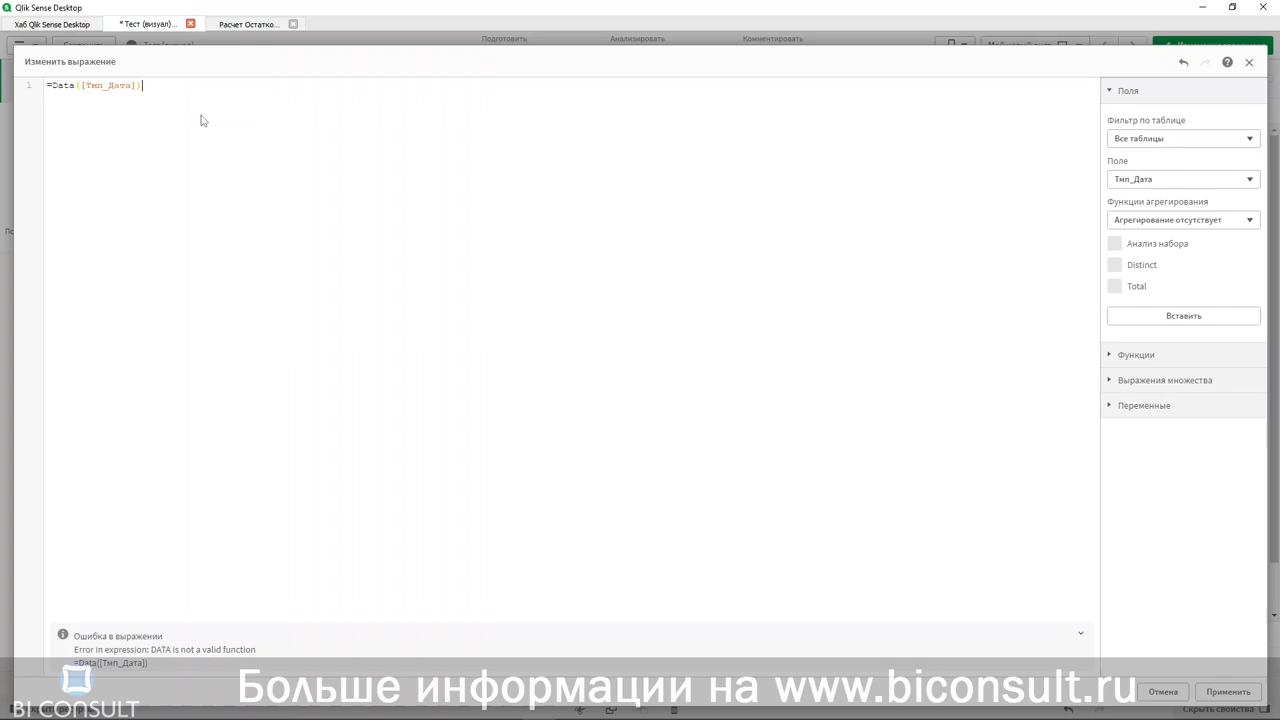 Qlik Sense Desktop
Хаб Qlik Sense Desktop
* Тест (визуал)...
Расчет Остатко...
Подготовить
Анализировать
Комментировать
Изменить выражение
1
=Data([Тмп_Дата])
Поля
Фильтр по таблице
Все таблицы
Поле
Тмп_Дата
Функции агрегирования
Агрегирование отсутствует
Анализ набора
Distinct
Total
Вставить
Функции
Выражения множества
Переменные
Ошибка в выражении
Error in expression: DATA is not a valid function
=Data([Тмп_Дата])
Больше информации на www.biconsult.ru
BI CONSULT
Отмена
Применить
Скрыть свойства